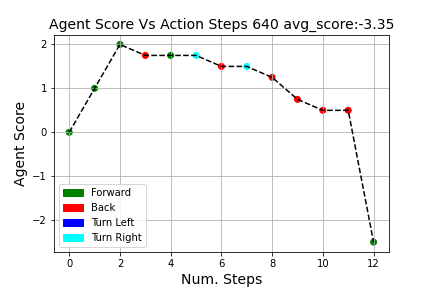 Agent Score Vs Action Steps 640 avg_score:-3.35
Agent Score
2
1
0
−1
−2
Forward
Back
Turn Left
Turn Right
0 2 4 6 8 10 12
Num. Steps